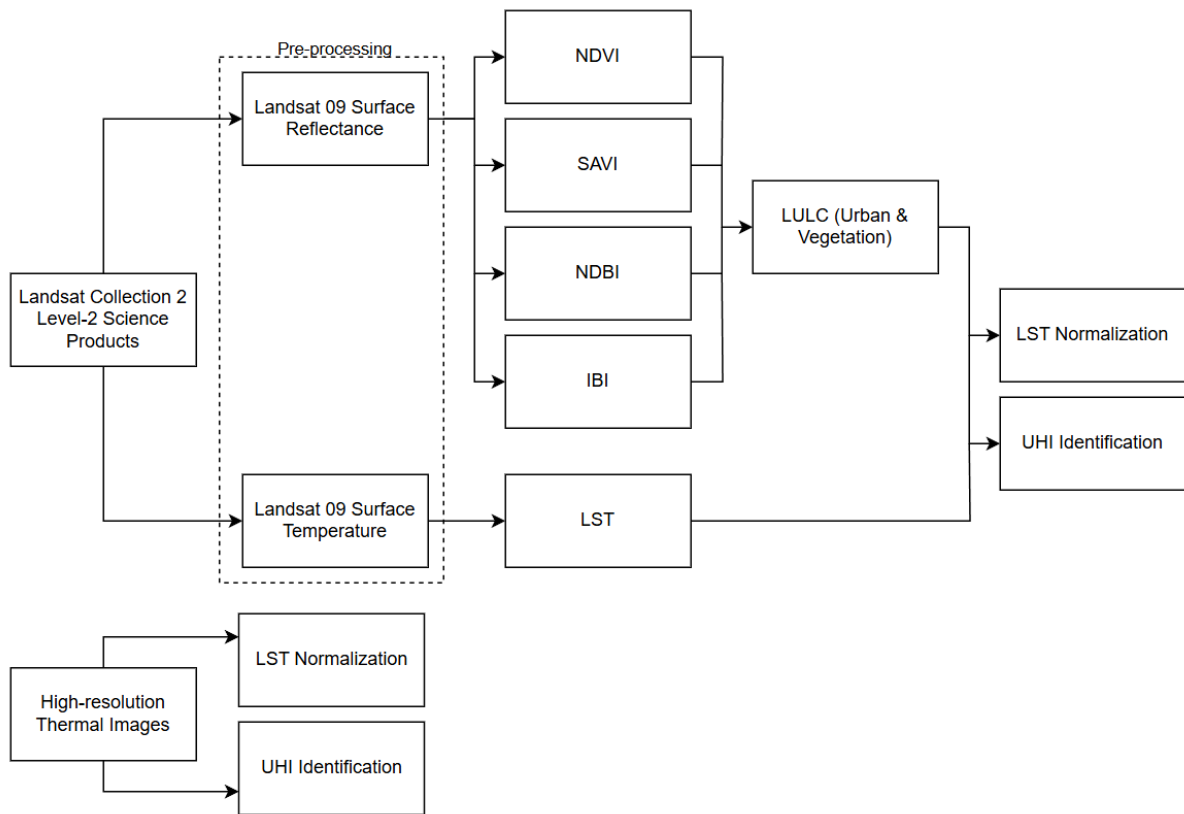 Pre-processing
Landsat 09 Surface
Reflectance
NDVI
SAVI
NDBI
IBI
LULC (Urban &
Vegetation)
Landsat Collection 2
Level-2 Science
Products
LST Normalization
UHI Identification
Landsat 09 Surface
Temperature
LST
High-resolution
Thermal Images
LST Normalization
UHI Identification